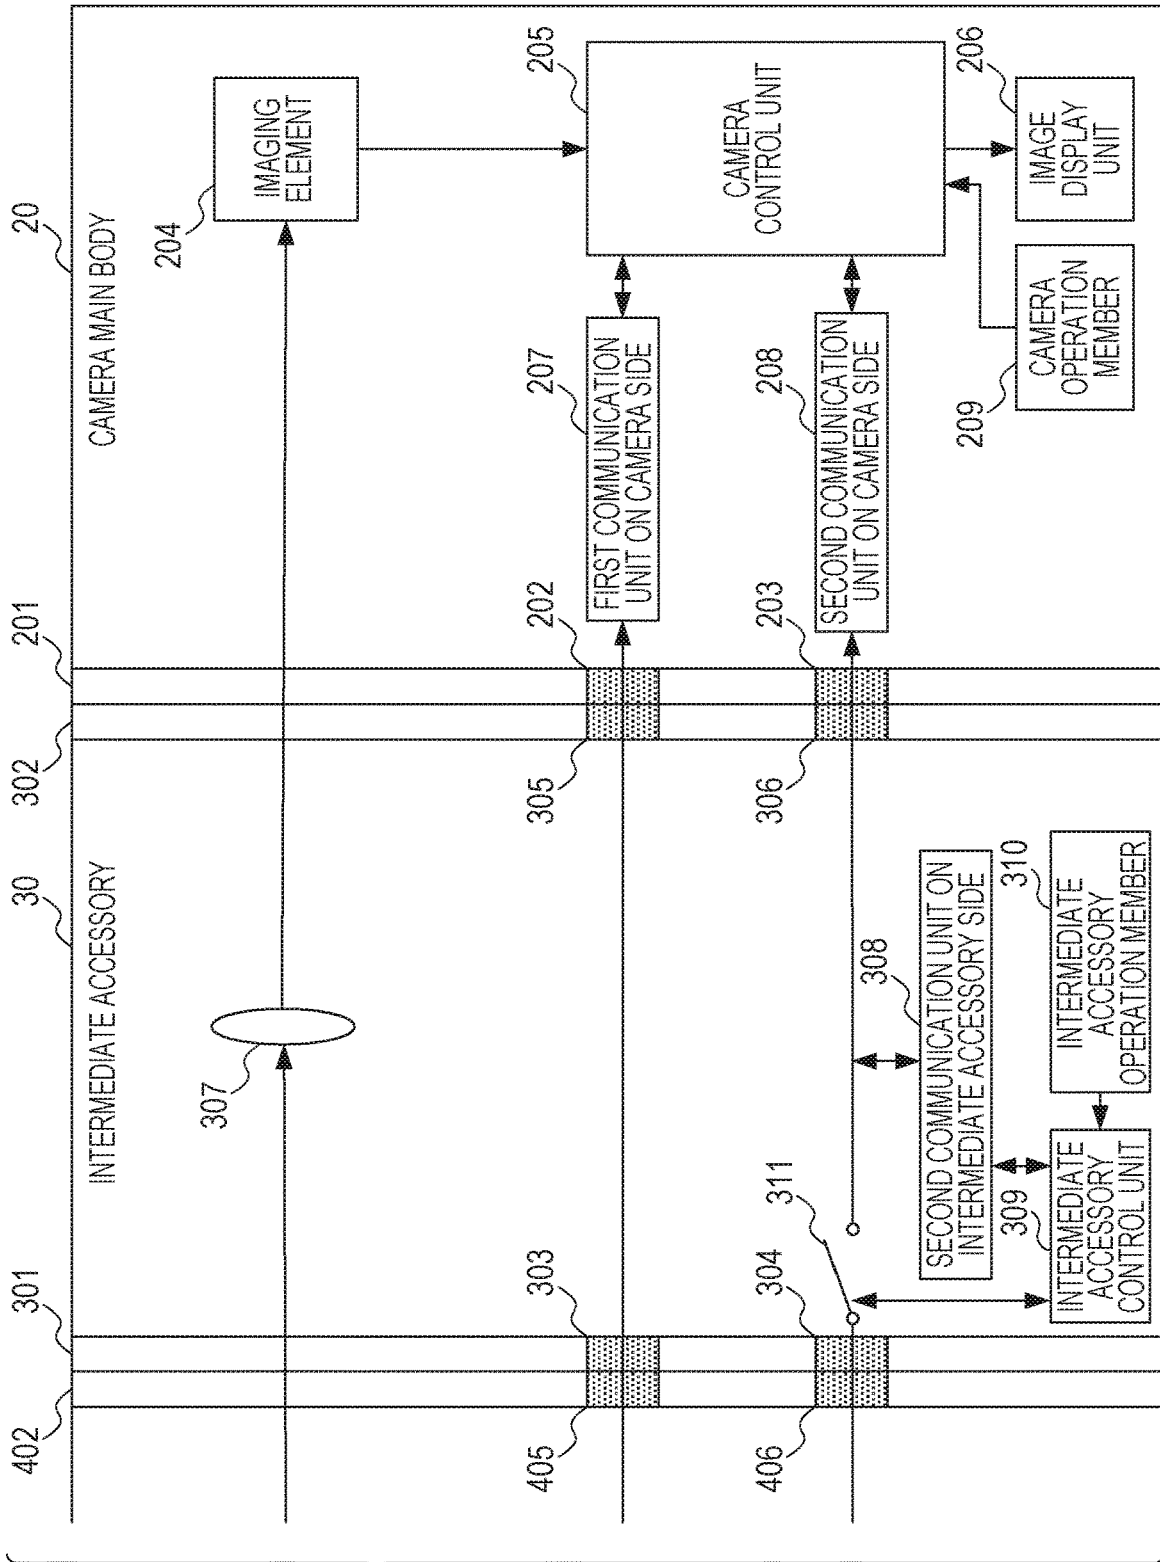 402
301
30
302
201
20
INTERMEDIATE ACCESSORY
CAMERA MAIN BODY
307
204
IMAGING
ELEMENT
405
303
305
202
207
205
FIRST COMMUNICATION
UNIT ON CAMERA SIDE
CAMERA
CONTROL UNIT
406
304
311
306
203
208
SECOND COMMUNICATION
UNIT ON CAMERA SIDE
308
SECOND COMMUNICATION UNIT ON
INTERMEDIATE ACCESSORY SIDE
309
INTERMEDIATE
ACCESSORY
CONTROL UNIT
310
INTERMEDIATE
ACCESSORY
OPERATION MEMBER
209
CAMERA
OPERATION
MEMBER
206
IMAGE
DISPLAY
UNIT